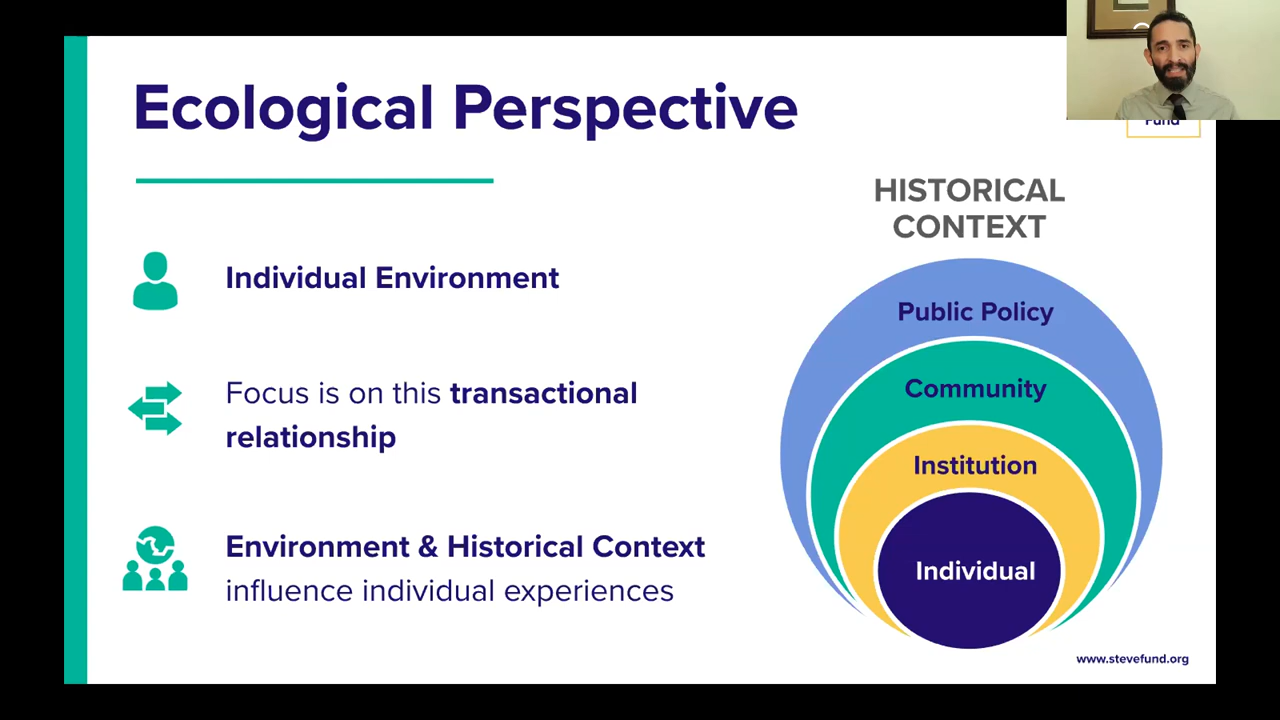 Ecological Perspective
Fund
HISTORICAL
CONTEXT
Individual Environment
Focus is on this transactional
relationship
Environment & Historical Context
influence individual experiences
Public Policy
Community
Institution
Individual
www.stevefund.org